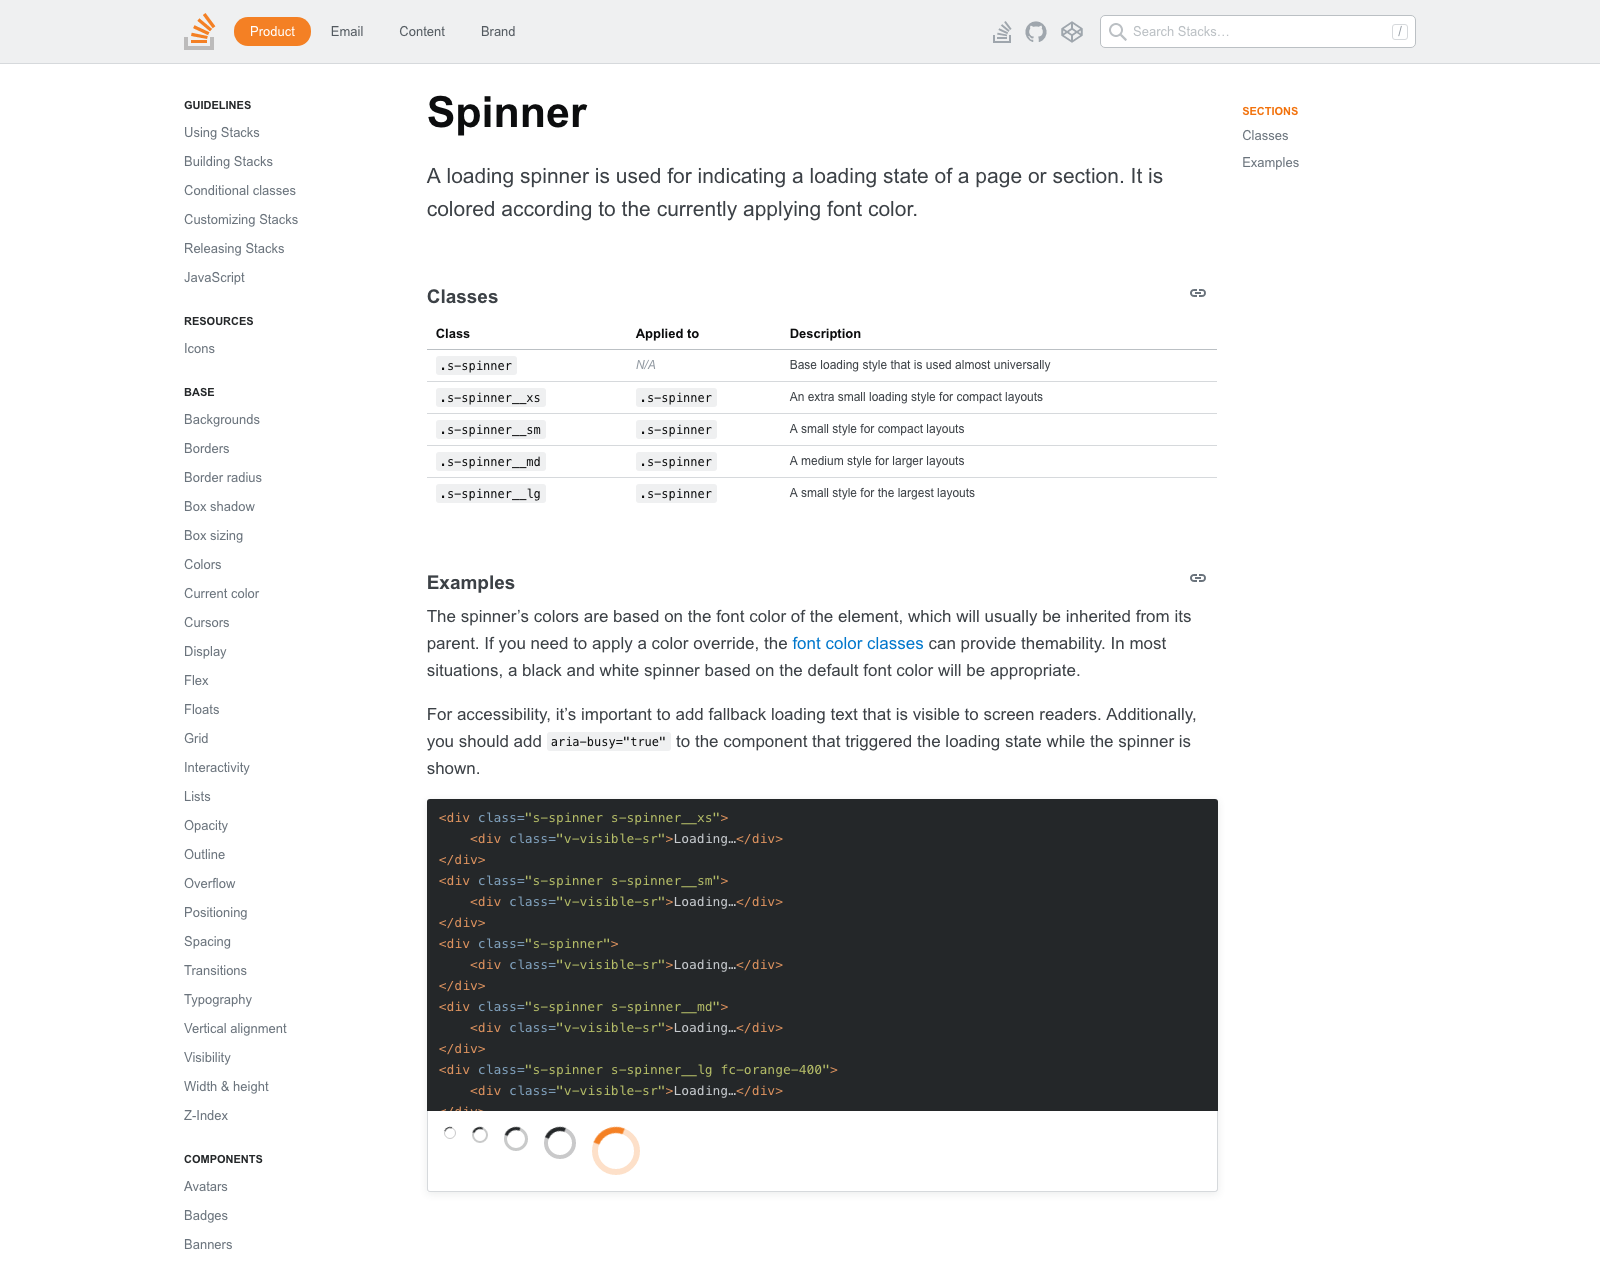 Product
Email
Content
Brand
Search Stacks…
/
GUIDELINES
Using Stacks
Building Stacks
Conditional classes
Customizing Stacks
Releasing Stacks
JavaScript
RESOURCES
Icons
BASE
Backgrounds
Borders
Border radius
Box shadow
Box sizing
Colors
Current color
Cursors
Display
Flex
Floats
Grid
Interactivity
Lists
Opacity
Outline
Overflow
Positioning
Spacing
Transitions
Typography
Vertical alignment
Visibility
Width & height
Z-Index
COMPONENTS
Avatars
Badges
Banners
Spinner
A loading spinner is used for indicating a loading state of a page or section. It is
colored according to the currently applying font color.
Classes
Class Applied to Description
.s-spinner N/A Base loading style that is used almost universally
.s-spinner__xs .s-spinner An extra small loading style for compact layouts
.s-spinner__sm .s-spinner A small style for compact layouts
.s-spinner__md .s-spinner A medium style for larger layouts
.s-spinner__lg .s-spinner A small style for the largest layouts
Examples
The spinner’s colors are based on the font color of the element, which will usually be inherited from its
parent. If you need to apply a color override, the font color classes can provide themability. In most
situations, a black and white spinner based on the default font color will be appropriate.
For accessibility, it’s important to add fallback loading text that is visible to screen readers. Additionally,
you should add aria-busy="true" to the component that triggered the loading state while the spinner is
shown.
<div class="s-spinner s-spinner__xs">
    <div class="v-visible-sr">Loading…</div>
</div>
<div class="s-spinner s-spinner__sm">
    <div class="v-visible-sr">Loading…</div>
</div>
<div class="s-spinner">
    <div class="v-visible-sr">Loading…</div>
</div>
<div class="s-spinner s-spinner__md">
    <div class="v-visible-sr">Loading…</div>
</div>
<div class="s-spinner s-spinner__lg fc-orange-400">
    <div class="v-visible-sr">Loading…</div>
</div>
SECTIONS
Classes
Examples